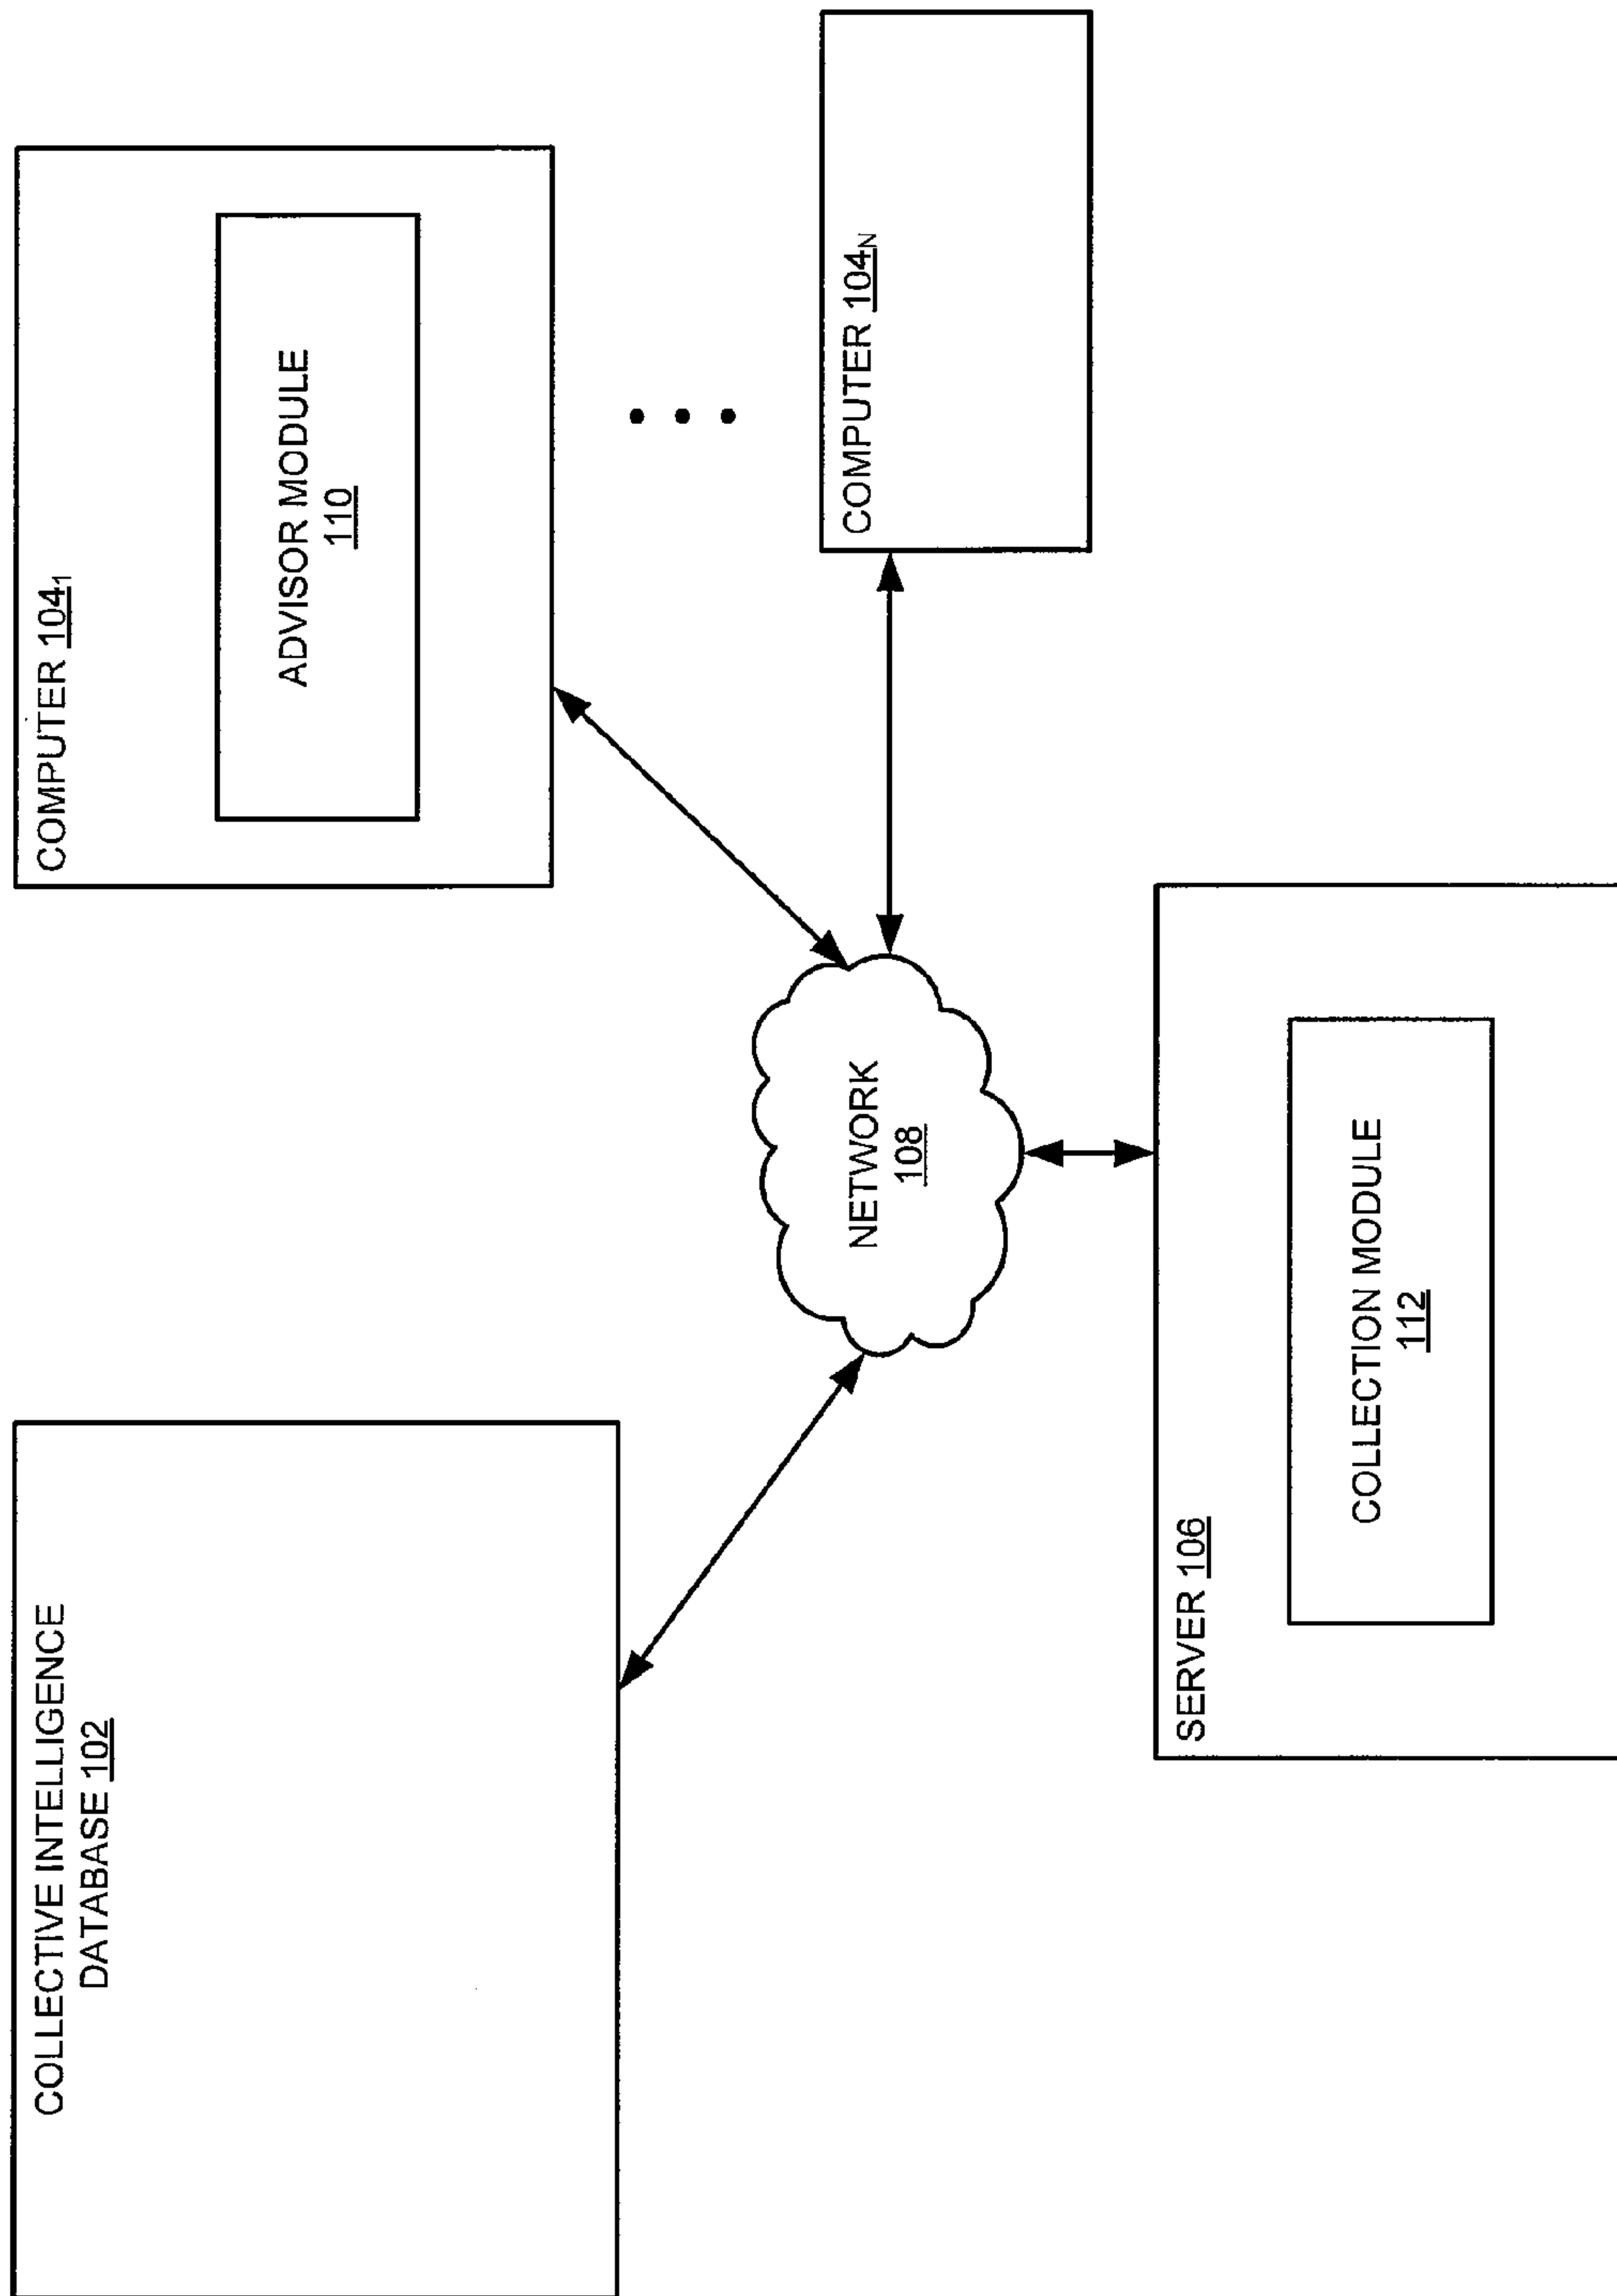 COLLECTIVE INTELLIGENCE
DATABASE 102
COMPUTER 104₁
ADVISOR MODULE
110
NETWORK
108
COMPUTER 104ₙ
SERVER 106
COLLECTION MODULE
112